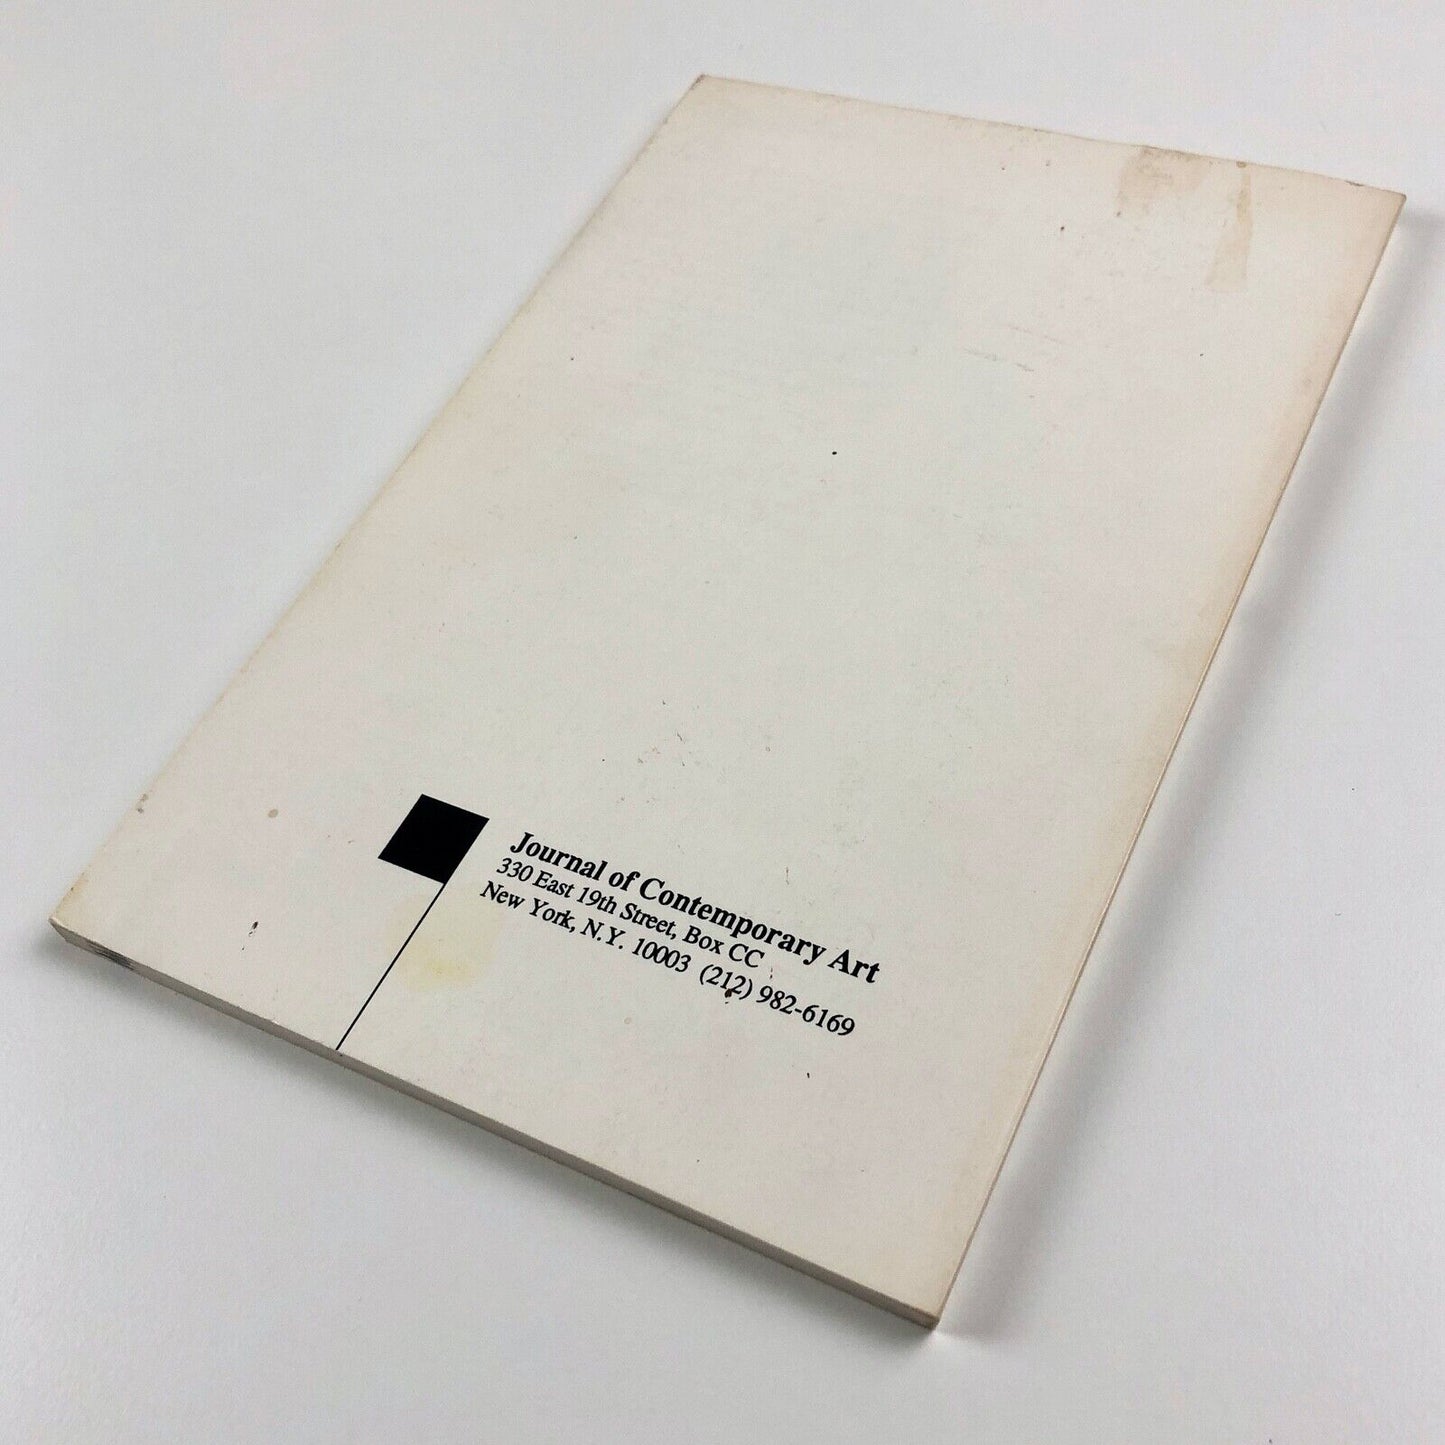 Journal of Contemporary Art
330 East 19th Street, Box CC
New York, N.Y. 10003 (212) 982-6169